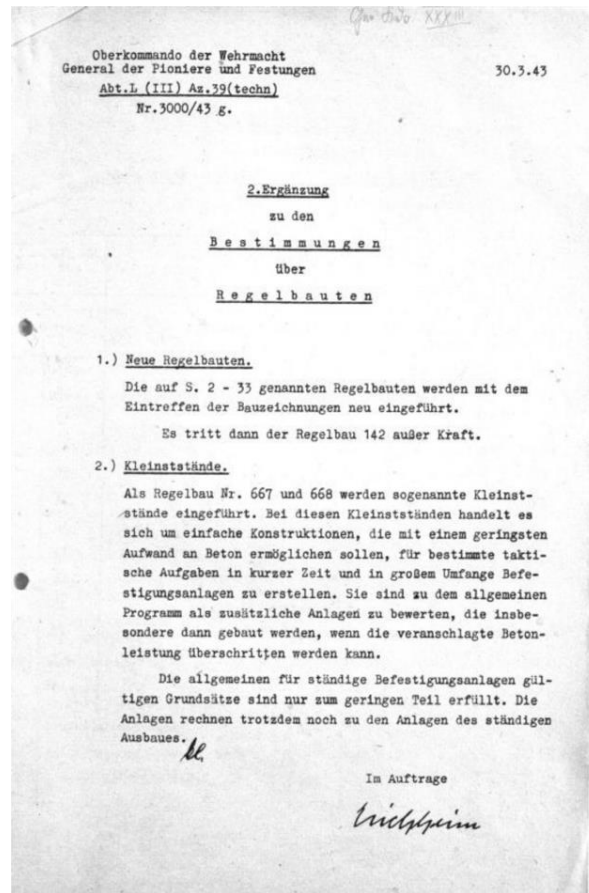 XXXIII
Oberkommando der Wehrmacht
General der Pioniere und Festungen
30.3.43
Abt.L (III) Az.39(techn)
Nr.3000/43 g.
2.Ergänzung
zu den
Bestimmungen
über
Regelbauten
1.) Neue Regelbauten.
Die auf S. 2 - 33 genannten Regelbauten werden mit dem
Eintreffen der Bauzeichnungen neu eingeführt.
Es tritt dann der Regelbau 142 außer Kraft.
2.) Kleinststände.
Als Regelbau Nr. 667 und 668 werden sogenannte Kleinst-
stände eingeführt. Bei diesen Kleinstständen handelt es
sich um einfache Konstruktionen, die mit einem geringsten
Aufwand an Beton ermöglichen sollen, für bestimmte takti-
sche Aufgaben in kurzer Zeit und in großem Umfange Befe-
stigungsanlagen zu erstellen. Sie sind zu dem allgemeinen
Programm als zusätzliche Anlagen zu bewerten, die insbe-
sondere dann gebaut werden, wenn die veranschlagte Beton-
leistung überschritten werden kann.
Die allgemeinen für ständige Befestigungsanlagen gül-
tigen Grundsätze sind nur zum geringen Teil erfüllt. Die
Anlagen rechnen trotzdem noch zu den Anlagen des ständigen
Ausbaues.
Im Auftrage